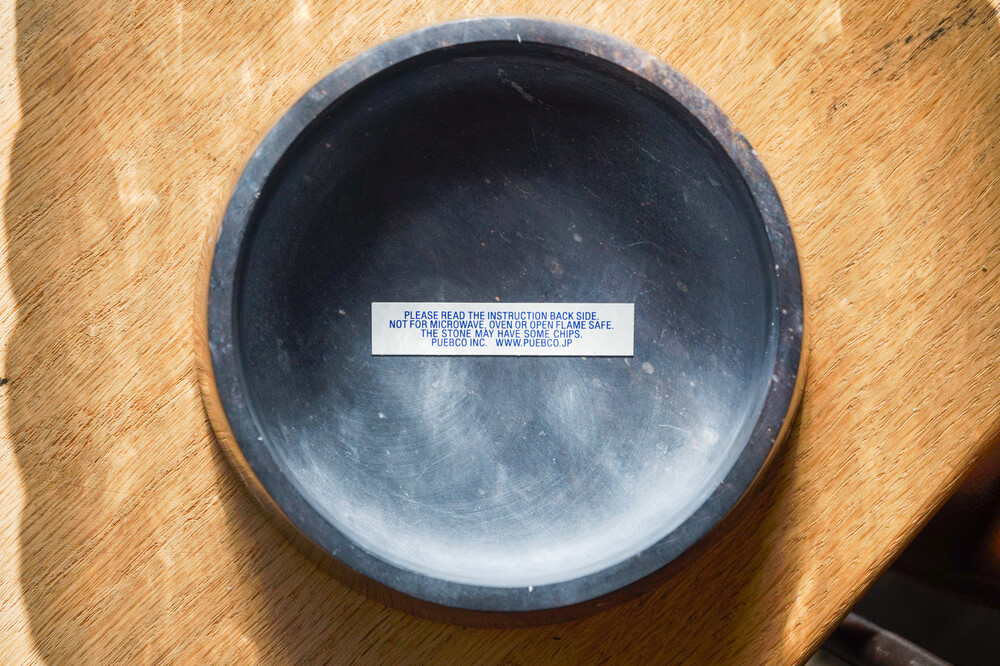 PLEASE READ THE INSTRUCTION BACK SIDE.
NOT FOR MICROWAVE, OVEN OR OPEN FLAME SAFE.
THE STONE MAY HAVE SOME CHIPS.
PUEBCO INC. WWW.PUEBCO.JP